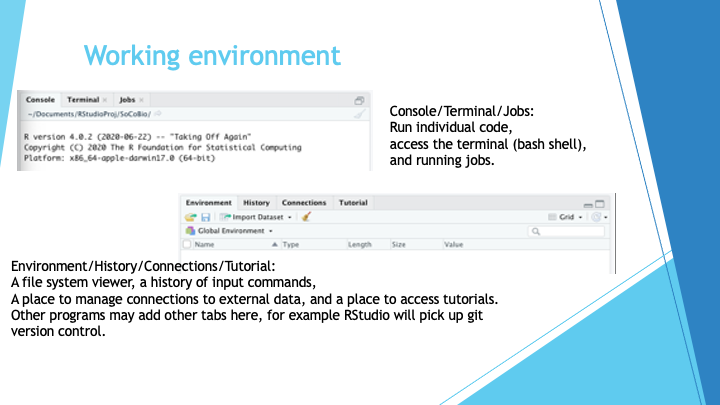 Working environment
Console Terminal × Jobs ×
~/Documents/RStudioProj/SoCoBio/
R version 4.0.2 (2020-06-22) -- "Taking Off Again"
Copyright (C) 2020 The R Foundation for Statistical Computing
Platform: x86_64-apple-darwin17.0 (64-bit)
Console/Terminal/Jobs:
Run individual code,
access the terminal (bash shell),
and running jobs.
Environment History Connections Tutorial
Import Dataset Grid
Global Environment
Name Type Length Size Value
Environment/History/Connections/Tutorial:
A file system viewer, a history of input commands,
A place to manage connections to external data, and a place to access tutorials.
Other programs may add other tabs here, for example RStudio will pick up git
version control.